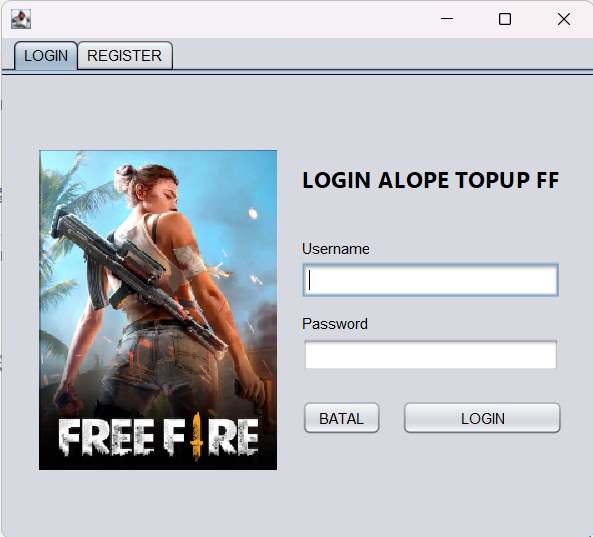 LOGIN REGISTER
LOGIN ALOPE TOPUP FF
Username
Password
BATAL LOGIN
FREE FIRE